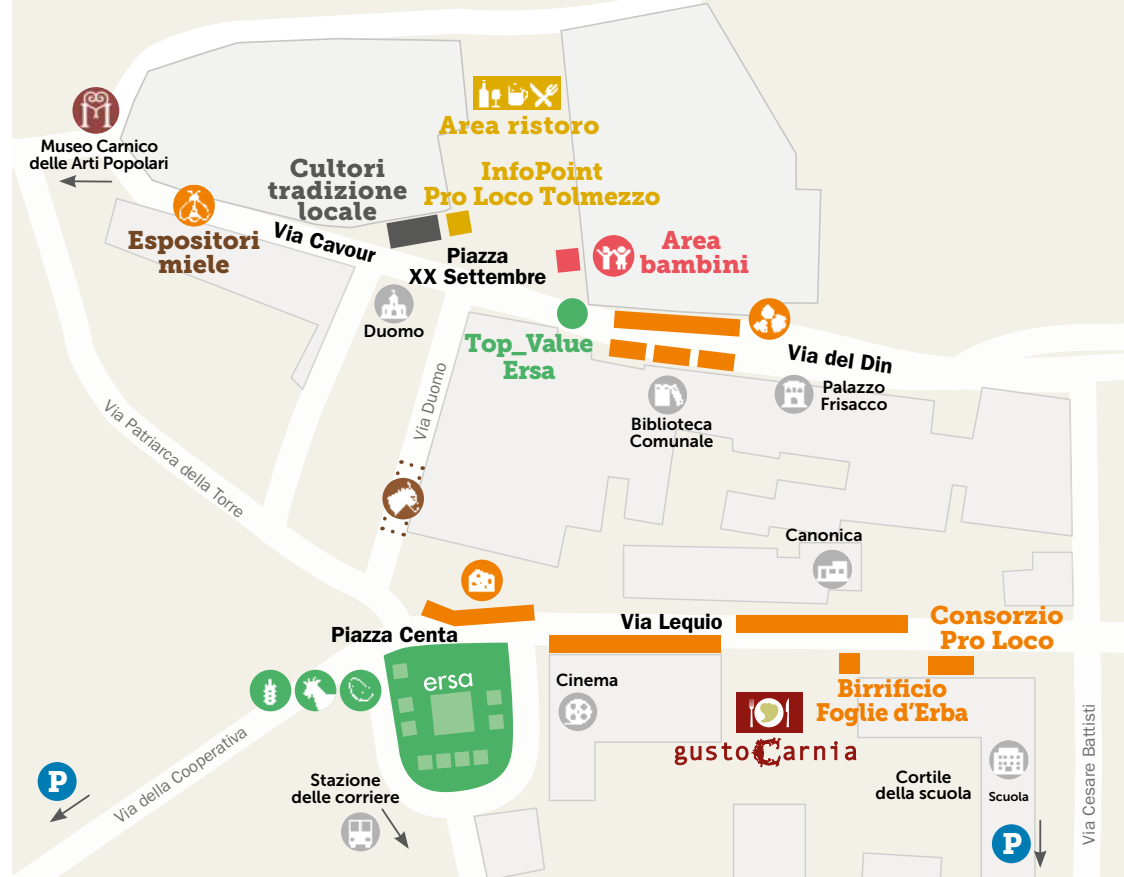 Area ristoro
Museo Carnico
delle Arti Popolari
Cultori
tradizione
locale
InfoPoint
Pro Loco Tolmezzo
Espositori
miele
Via Cavour
Piazza
XX Settembre
Area
bambini
Duomo
Top_Value
Ersa
Via del Din
Via Duomo
Biblioteca
Comunale
Palazzo
Frisacco
Via Patriarca della Torre
Canonica
Piazza Centa
Via Lequio
Consorzio
Pro Loco
ersa
Cinema
Birrificio
Foglie d'Erba
gustoCarnia
Via della Cooperativa
P
Stazione
delle corriere
Cortile
della scuola
Scuola
P
Via Cesare Battisti